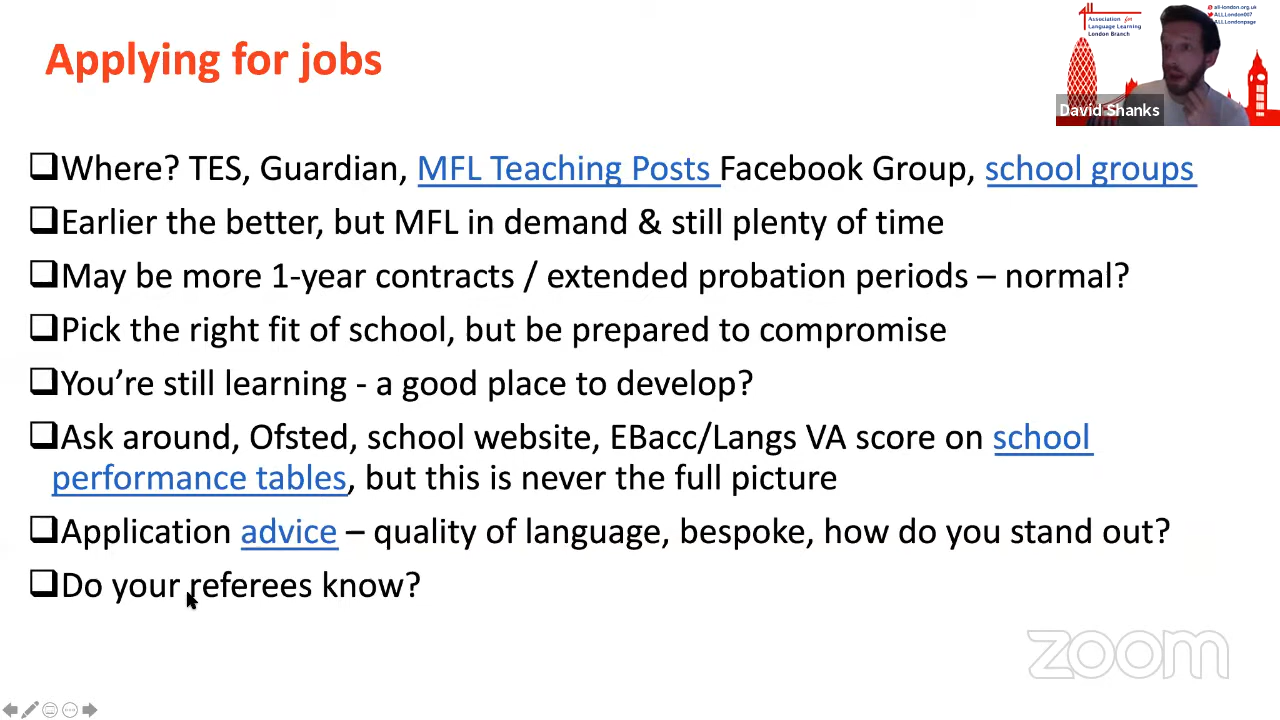 Applying for jobs
Association for
Language Learning
London Branch
all-london.org.uk
@ALLLondon007
ALLLondonpage
David Shanks
Where? TES, Guardian, MFL Teaching Posts Facebook Group, school groups
Earlier the better, but MFL in demand & still plenty of time
May be more 1-year contracts / extended probation periods – normal?
Pick the right fit of school, but be prepared to compromise
You’re still learning - a good place to develop?
Ask around, Ofsted, school website, EBacc/Langs VA score on school
performance tables, but this is never the full picture
Application advice – quality of language, bespoke, how do you stand out?
Do your referees know?
zoom